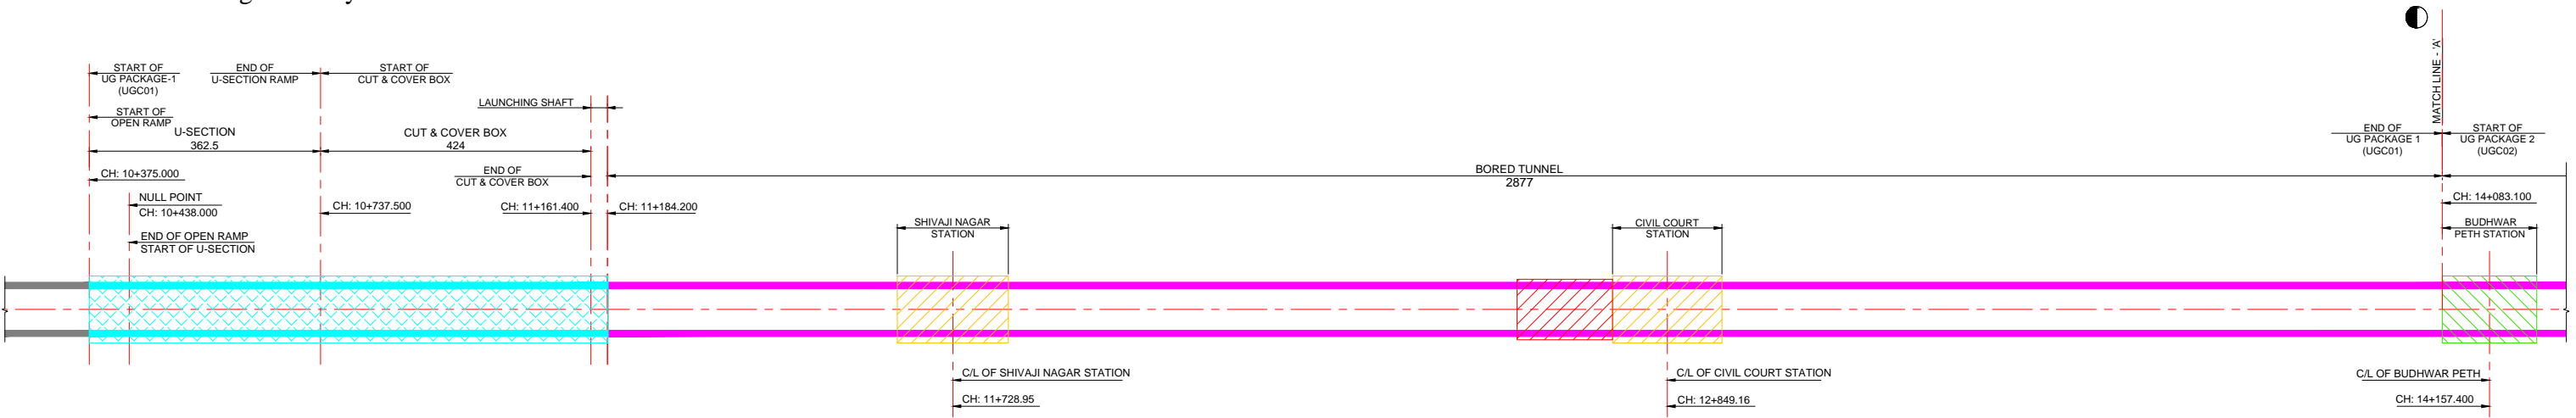 MATCH LINE - 'A'
START OF
UG PACKAGE-1
(UGC01)
END OF
U-SECTION RAMP
START OF
CUT & COVER BOX
START OF
OPEN RAMP
LAUNCHING SHAFT
U-SECTION
362.5
CUT & COVER BOX
424
END OF
UG PACKAGE 1
(UGC01)
START OF
UG PACKAGE 2
(UGC02)
CH: 10+375.000
END OF
CUT & COVER BOX
BORED TUNNEL
2877
NULL POINT
CH: 10+438.000
CH: 10+737.500
CH: 11+161.400
CH: 11+184.200
CH: 14+083.100
END OF OPEN RAMP
START OF U-SECTION
SHIVAJI NAGAR
STATION
CIVIL COURT
STATION
BUDHWAR
PETH STATION
C/L OF SHIVAJI NAGAR STATION
CH: 11+728.95
C/L OF CIVIL COURT STATION
CH: 12+849.16
C/L OF BUDHWAR PETH
CH: 14+157.400